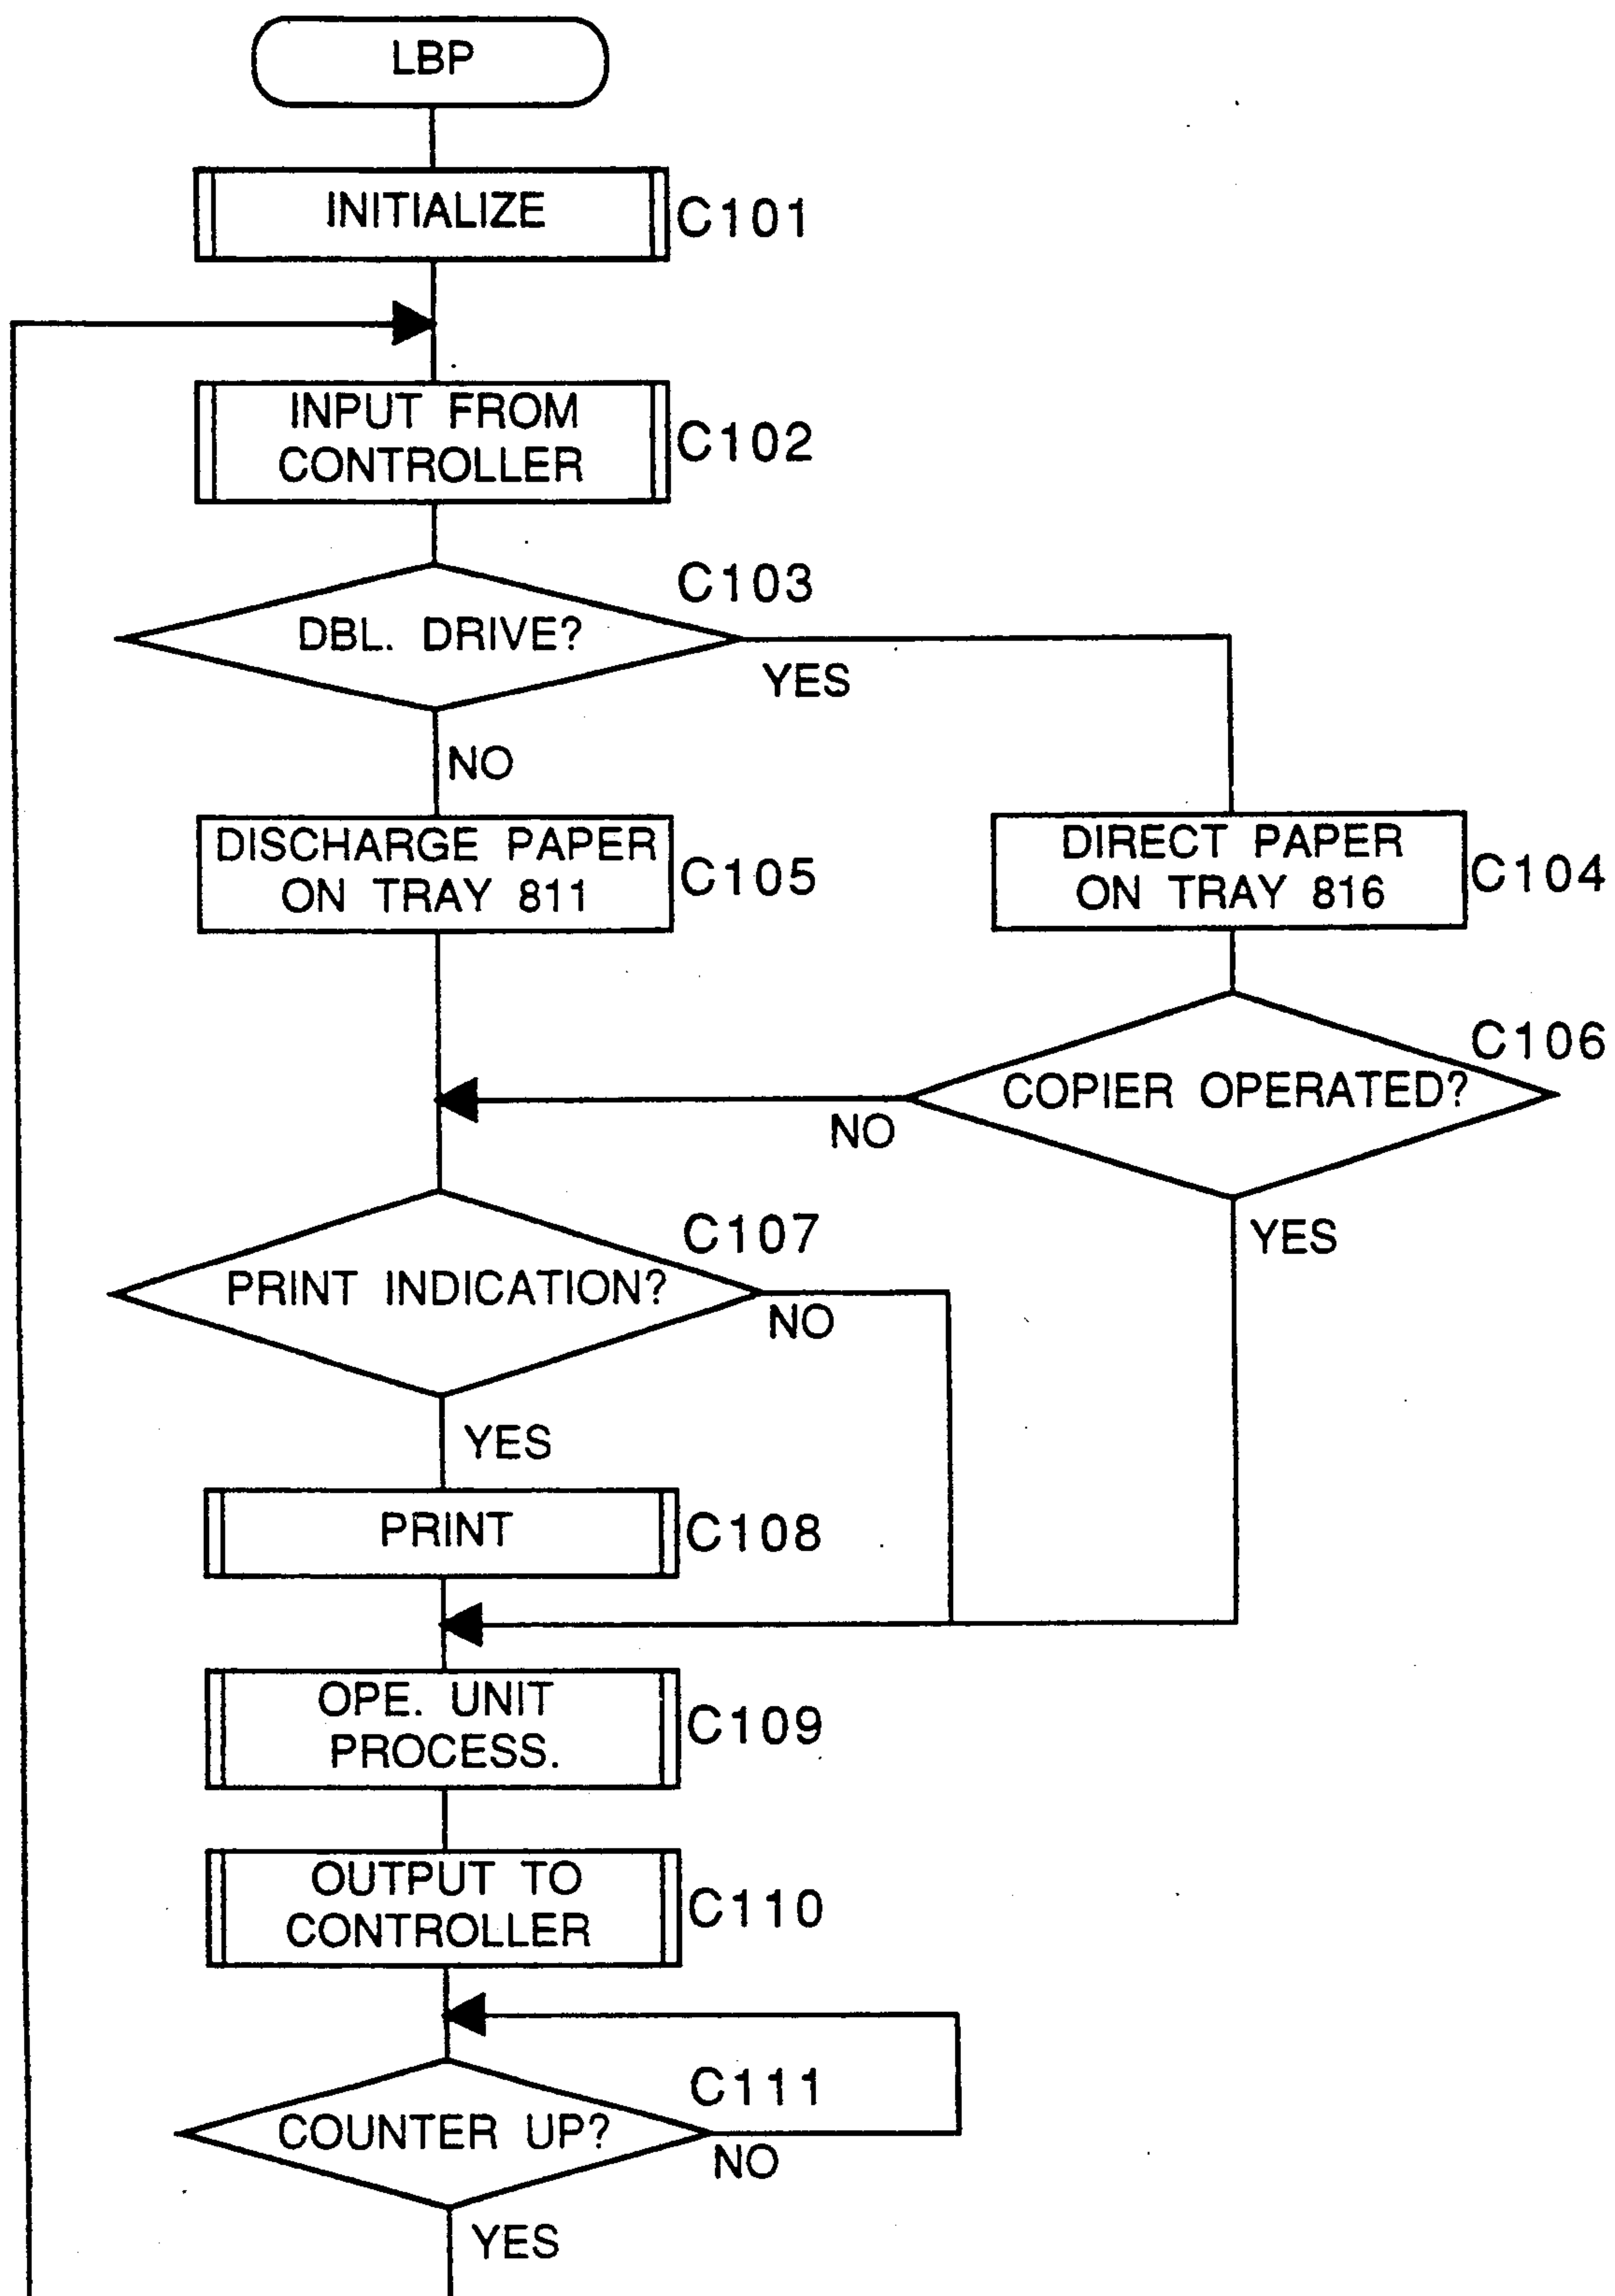 LBP
INITIALIZE
C101
INPUT FROM
CONTROLLER
C102
C103
DBL. DRIVE?
YES
NO
DISCHARGE PAPER
ON TRAY 811
C105
DIRECT PAPER
ON TRAY 816
C104
C106
COPIER OPERATED?
NO
YES
C107
PRINT INDICATION?
NO
YES
PRINT
C108
OPE. UNIT
PROCESS.
C109
OUTPUT TO
CONTROLLER
C110
C111
COUNTER UP?
NO
YES